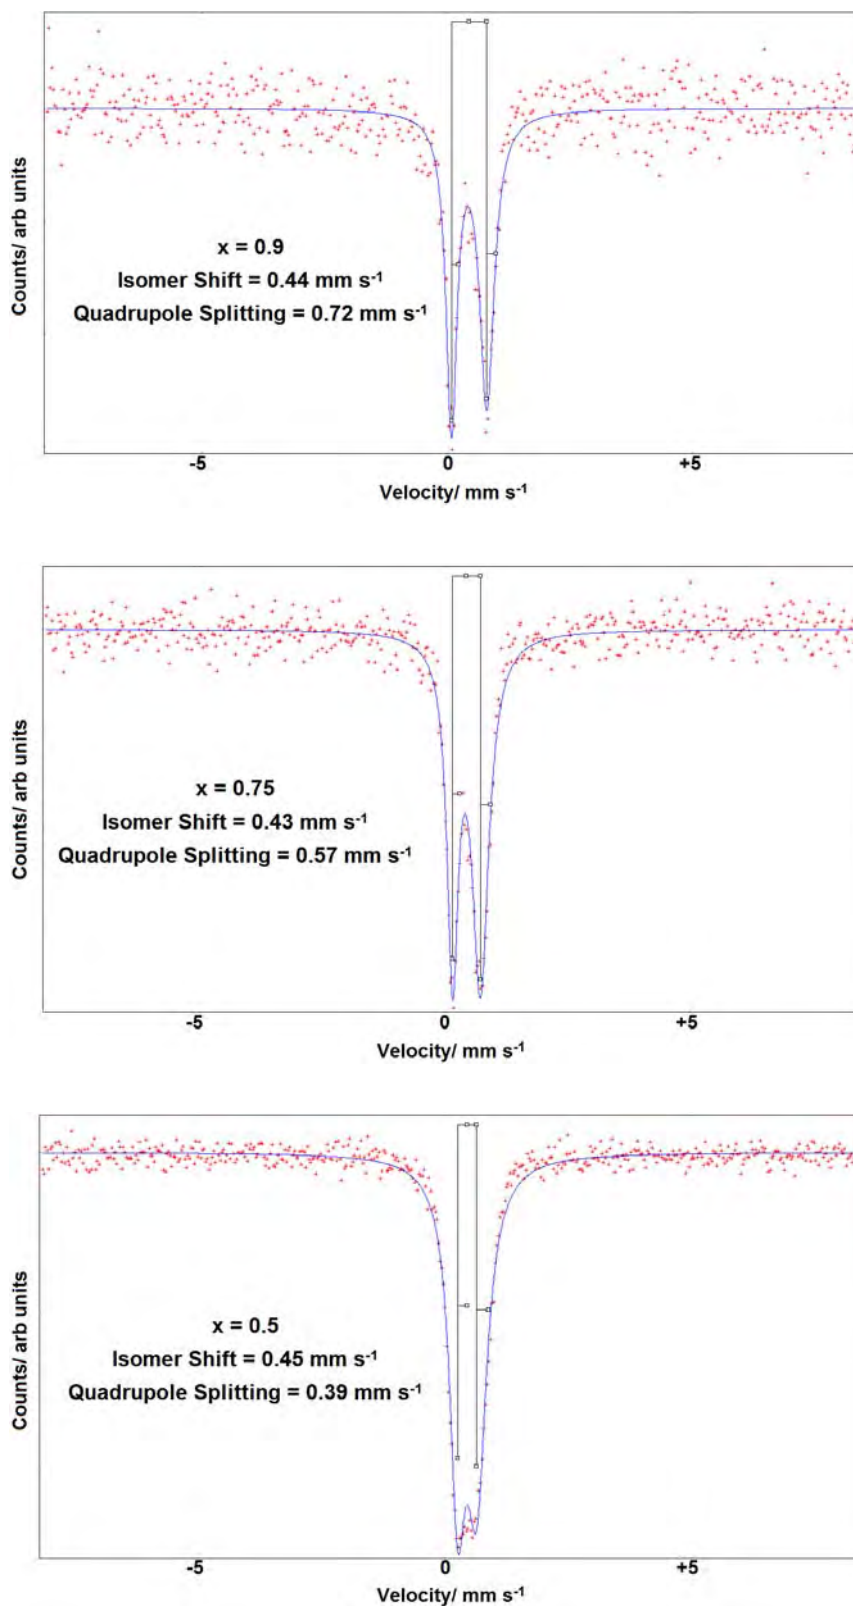 Counts/ arb units
x = 0.9
Isomer Shift = 0.44 mm s⁻¹
Quadrupole Splitting = 0.72 mm s⁻¹
-5 0 +5
Velocity/ mm s⁻¹
Counts/ arb units
x = 0.75
Isomer Shift = 0.43 mm s⁻¹
Quadrupole Splitting = 0.57 mm s⁻¹
-5 0 +5
Velocity/ mm s⁻¹
Counts/ arb units
x = 0.5
Isomer Shift = 0.45 mm s⁻¹
Quadrupole Splitting = 0.39 mm s⁻¹
-5 0 +5
Velocity/ mm s⁻¹